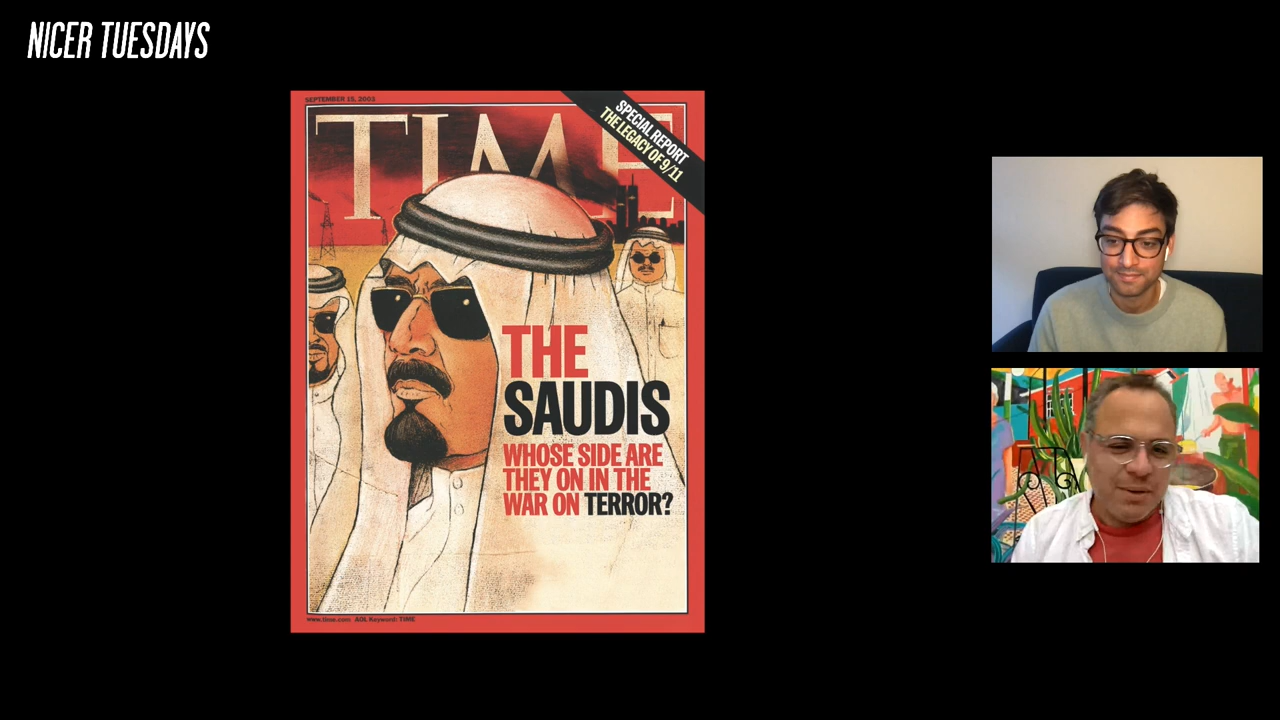 NICER TUESDAYS
SEPTEMBER 15, 2003
TIME
SPECIAL REPORT
THE LEGACY OF 9/11
THE
SAUDIS
WHOSE SIDE ARE
THEY ON IN THE
WAR ON TERROR?
www.time.com AOL Keyword: TIME